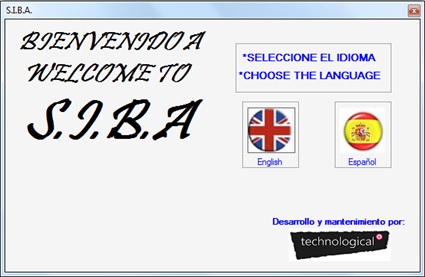 S.I.B.A.
BIENVENIDO A
WELCOME TO
S.I.B.A
*SELECCIONE EL IDIOMA
*CHOOSE THE LANGUAGE
English
Español
Desarrollo y mantenimiento por:
technological